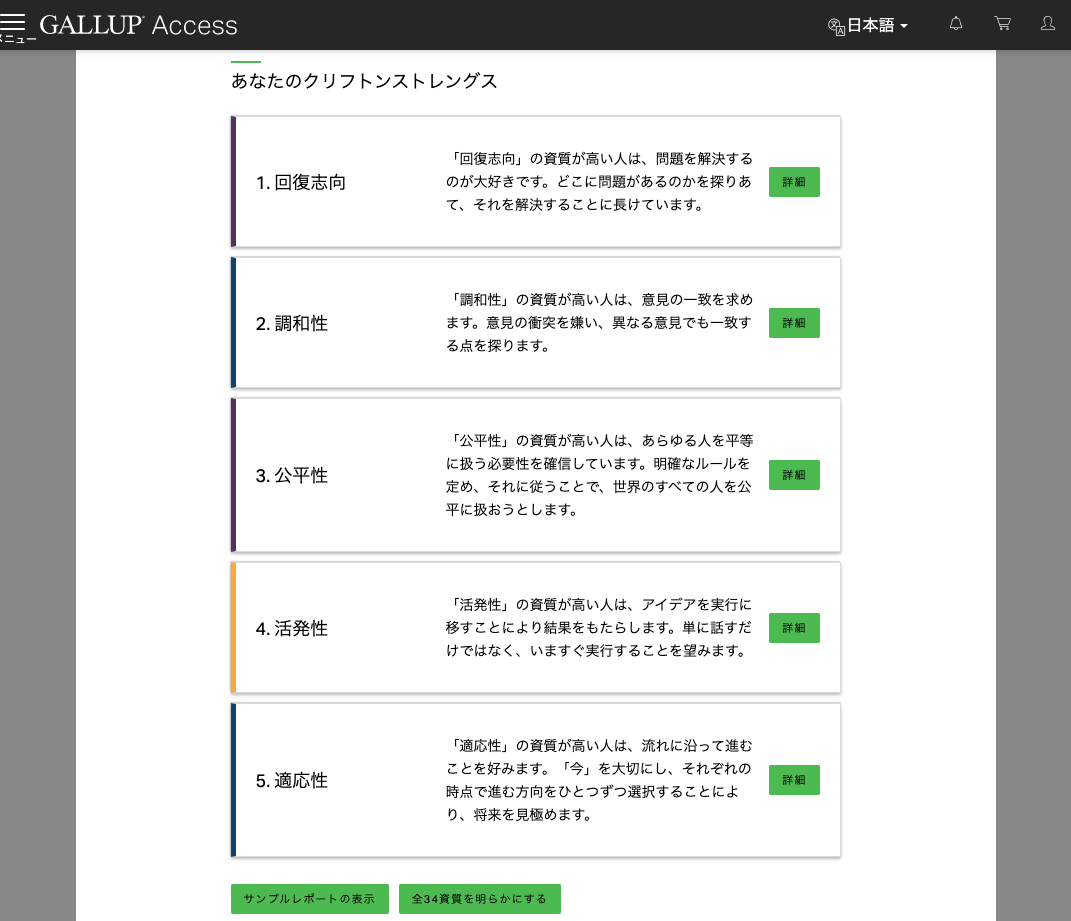 GALLUP® Access
日本語
メニュー
あなたのクリフトンストレングス
1. 回復志向
「回復志向」の資質が高い人は、問題を解決する
のが大好きです。どこに問題があるのかを探りあ
て、それを解決することに長けています。
詳細
2. 調和性
「調和性」の資質が高い人は、意見の一致を求め
ます。意見の衝突を嫌い、異なる意見でも一致す
る点を探ります。
詳細
3. 公平性
「公平性」の資質が高い人は、あらゆる人を平等
に扱う必要性を確信しています。明確なルールを
定め、それに従うことで、世界のすべての人を公
平に扱おうとします。
詳細
4. 活発性
「活発性」の資質が高い人は、アイデアを実行に
移すことにより結果をもたらします。単に話すだ
けではなく、いますぐ実行することを望みます。
詳細
5. 適応性
「適応性」の資質が高い人は、流れに沿って進む
ことを好みます。「今」を大切にし、それぞれの
時点で進む方向をひとつずつ選択することによ
り、将来を見極めます。
詳細
サンプルレポートの表示
全34資質を明らかにする